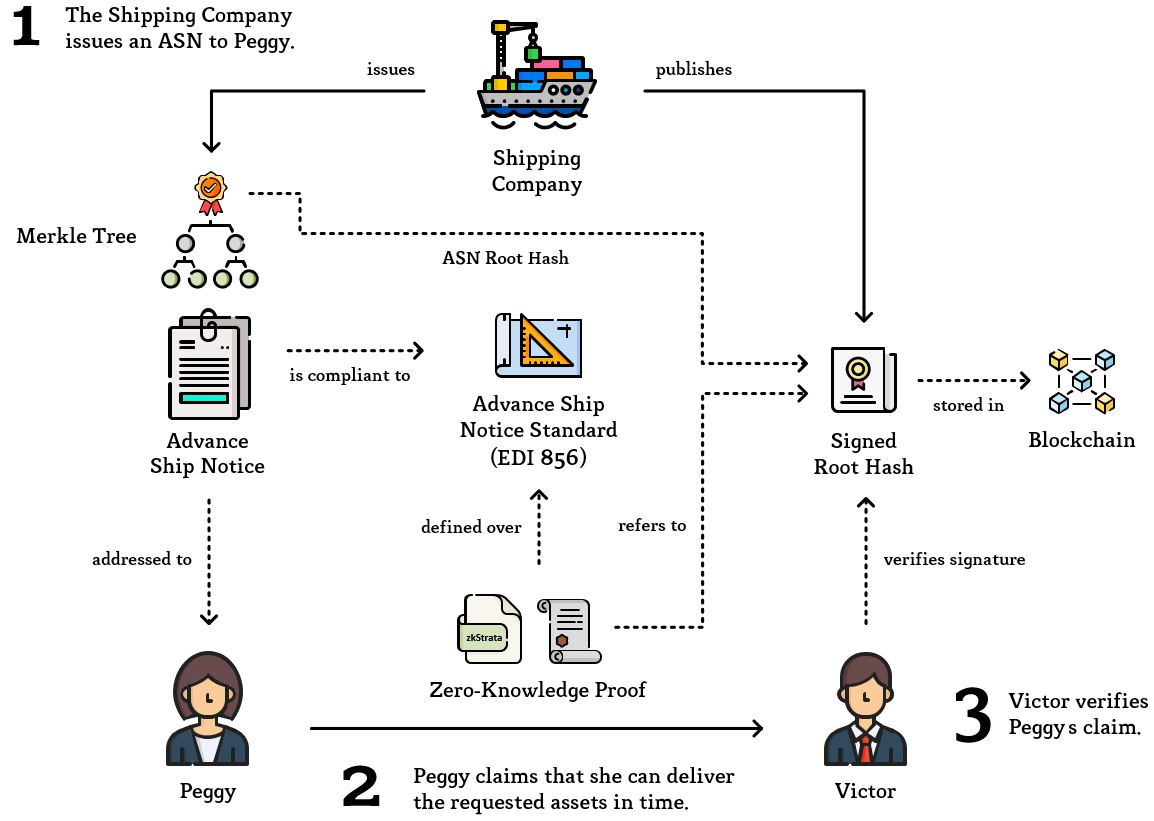 1
The Shipping Company
issues an ASN to Peggy.
issues
publishes
Shipping
Company
Merkle Tree
ASN Root Hash
is compliant to
Advance Ship
Notice Standard
(EDI 856)
Advance
Ship Notice
Signed
Root Hash
stored in
Blockchain
addressed to
defined over
refers to
verifies signature
zkStrata
Zero-Knowledge Proof
Peggy
2
Peggy claims that she can deliver
the requested assets in time.
Victor
3
Victor verifies
Peggy's claim.